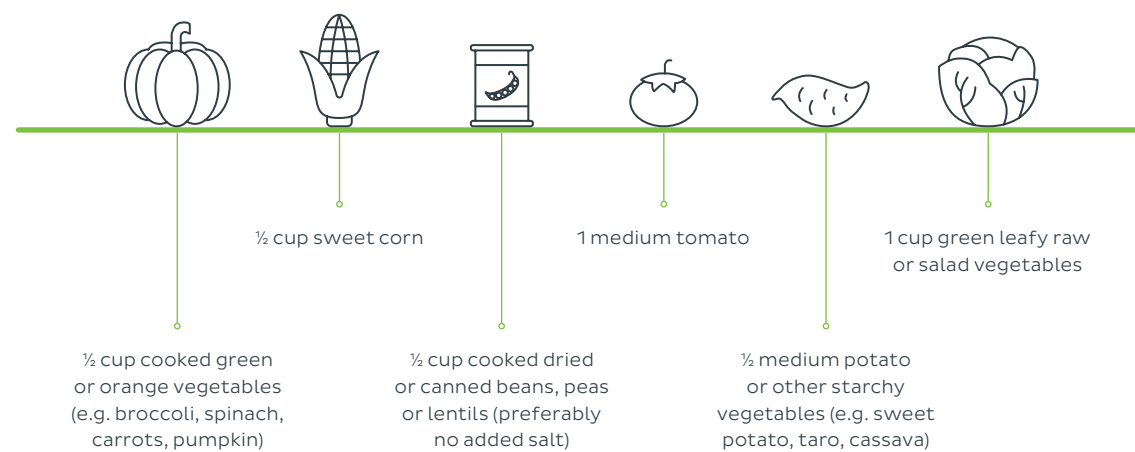 ½ cup sweet corn
1 medium tomato
1 cup green leafy raw
or salad vegetables
½ cup cooked green
or orange vegetables
(e.g. broccoli, spinach,
carrots, pumpkin)
½ cup cooked dried
or canned beans, peas
or lentils (preferably
no added salt)
½ medium potato
or other starchy
vegetables (e.g. sweet
potato, taro, cassava)